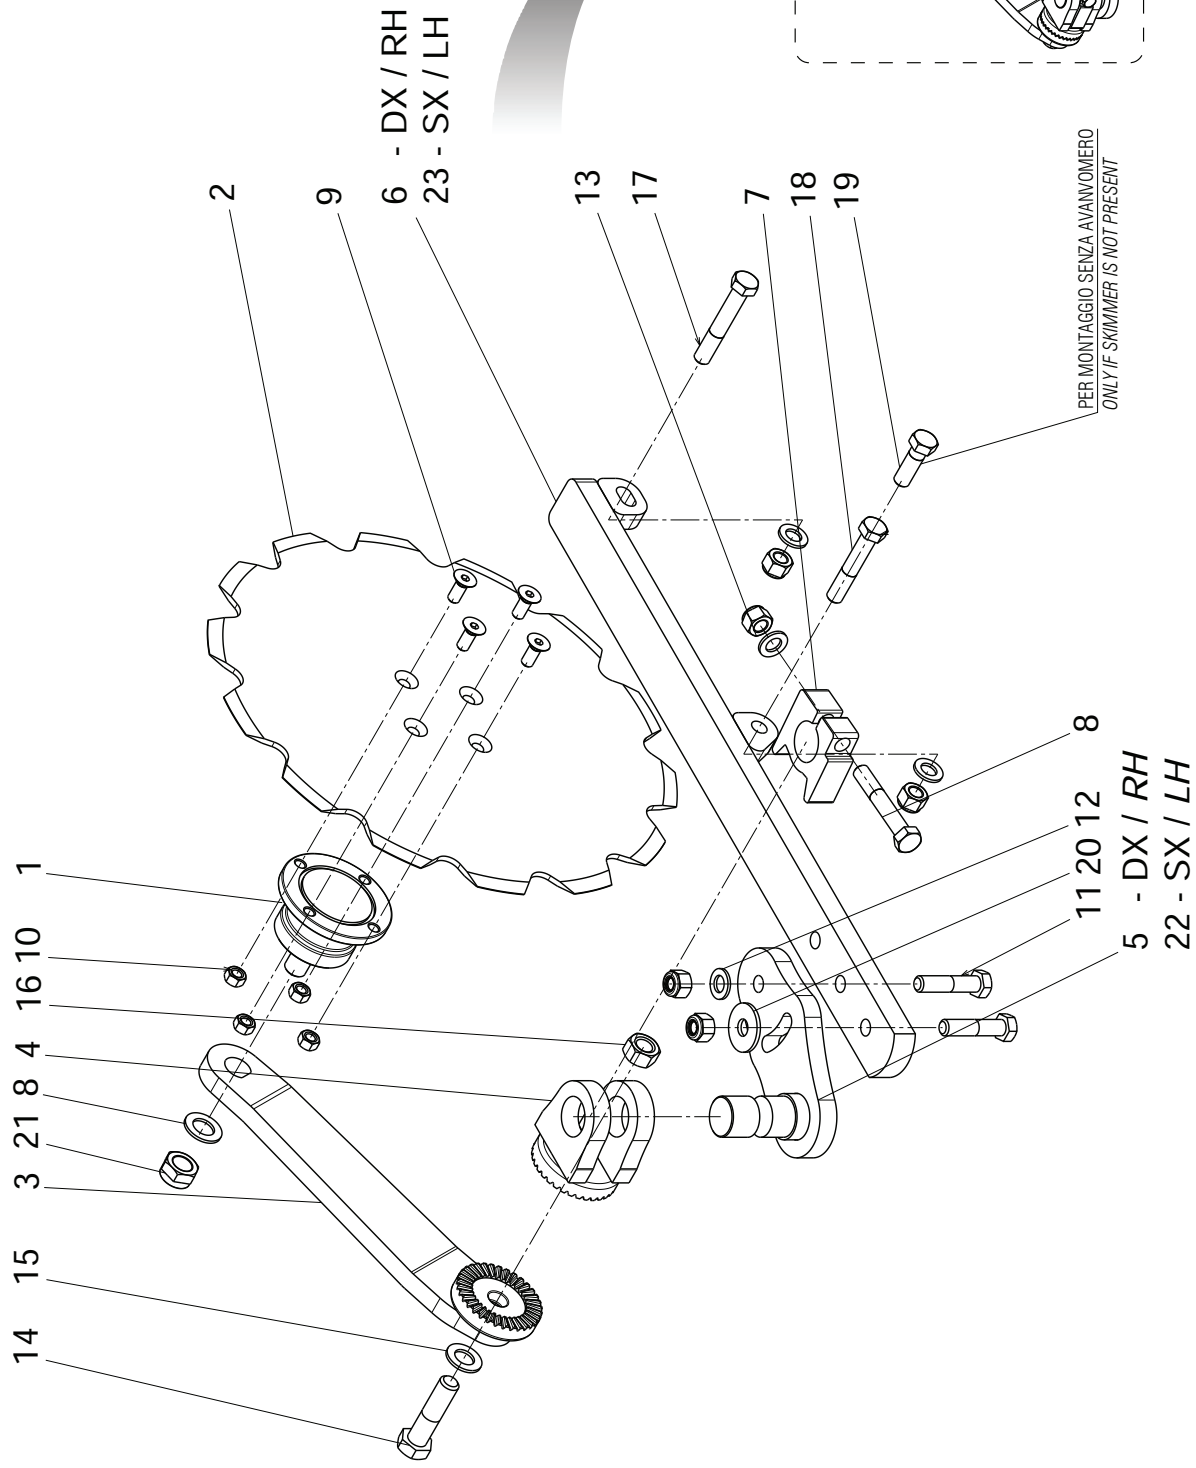 14 15 3 21 8 4 16 10 1
2
9
6 - DX / RH
23 - SX / LH
13
17
7
18
19
PER MONTAGGIO SENZA AVANVOMERO
ONLY IF SKIMMER IS NOT PRESENT
8
11 20 12
5 - DX / RH
22 - SX / LH